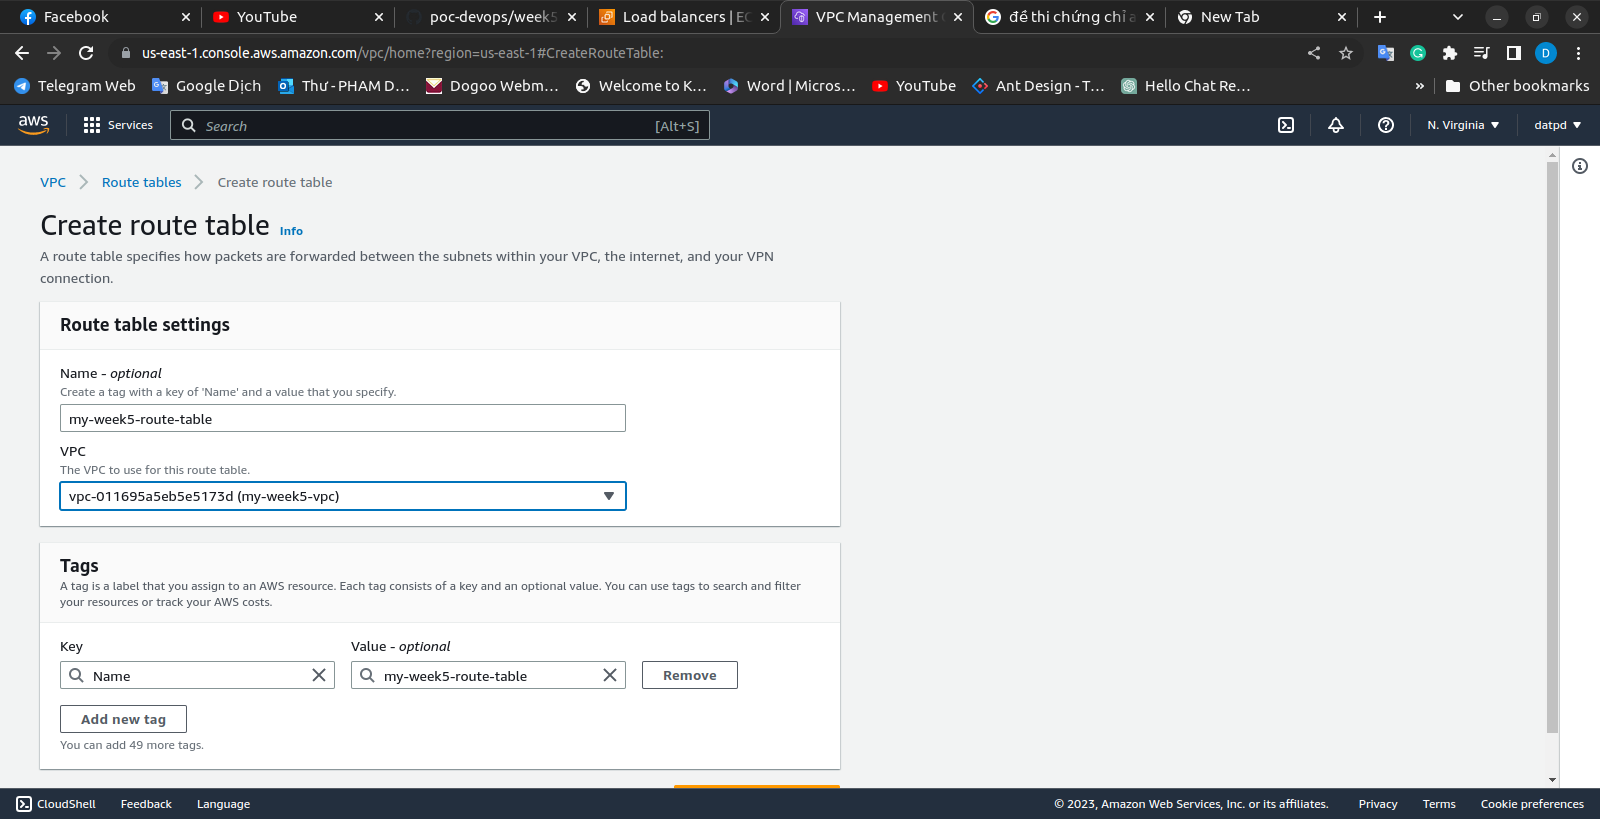 Facebook
YouTube
poc-devops/week5
Load balancers | EC
VPC Management
đề thi chứng chỉ a
New Tab
us-east-1.console.aws.amazon.com/vpc/home?region=us-east-1#CreateRouteTable:
D
Telegram Web
Google Dịch
Thư - PHAM D...
Dogoo Webm...
Welcome to K...
Word | Micros...
YouTube
Ant Design - T...
Hello Chat Re...
»
Other bookmarks
aws
Services
Search
[Alt+S]
N. Virginia
datpd
VPC
Route tables
Create route table
Create route table Info
A route table specifies how packets are forwarded between the subnets within your VPC, the internet, and your VPN
connection.
Route table settings
Name - optional
Create a tag with a key of 'Name' and a value that you specify.
my-week5-route-table
VPC
The VPC to use for this route table.
vpc-011695a5eb5e5173d (my-week5-vpc)
Tags
A tag is a label that you assign to an AWS resource. Each tag consists of a key and an optional value. You can use tags to search and filter
your resources or track your AWS costs.
Key
Value - optional
Name
my-week5-route-table
Remove
Add new tag
You can add 49 more tags.
CloudShell
Feedback
Language
© 2023, Amazon Web Services, Inc. or its affiliates.
Privacy
Terms
Cookie preferences